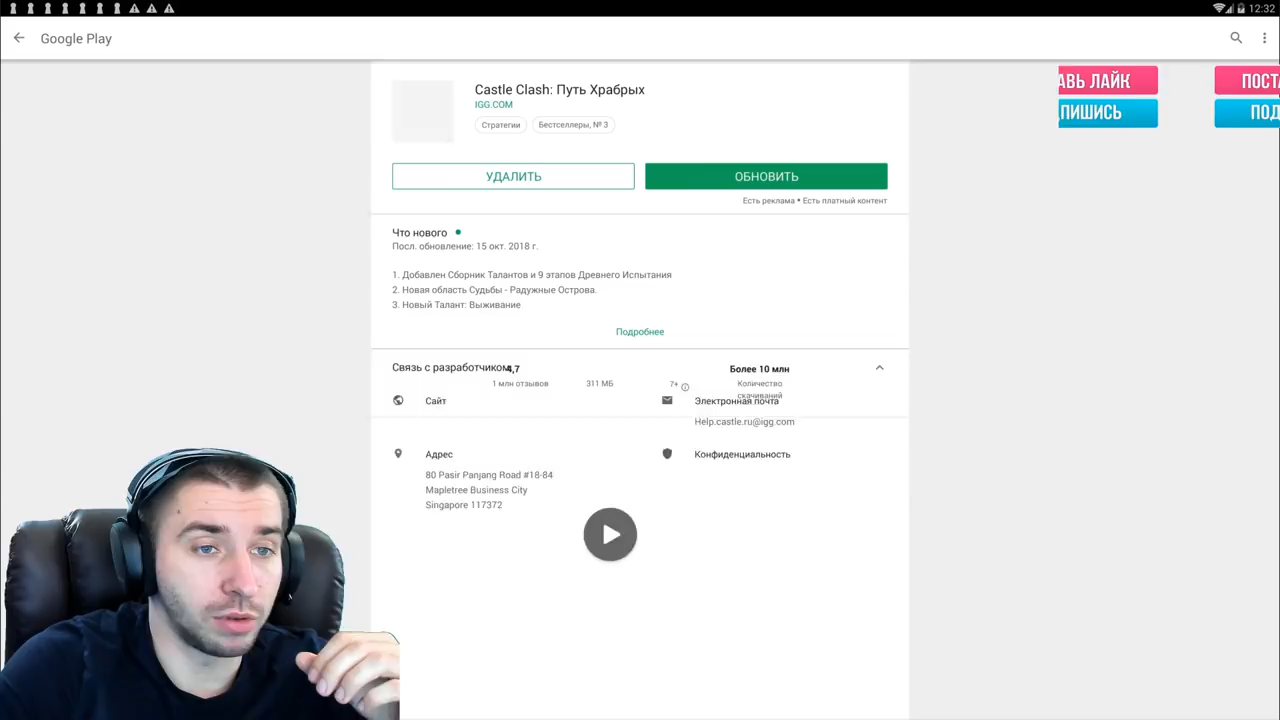 12:32
Google Play
Castle Clash: Путь Храбрых
IGG.COM
Стратегии
Бестселлеры, № 3
АВЬ ЛАЙК
ПОСТА
ПИШИСЬ
ПОД
УДАЛИТЬ
ОБНОВИТЬ
Есть реклама • Есть платный контент
Что нового
Посл. обновление: 15 окт. 2018 г.
1. Добавлен Сборник Талантов и 9 этапов Древнего Испытания
2. Новая область Судьбы - Радужные Острова.
3. Новый Талант: Выживание
Подробнее
Связь с разработчиком
4,7
Более 10 млн
1 млн отзывов
311 МБ
7+
Количество
скачиваний
Сайт
Электронная почта
Help.castle.ru@igg.com
Адрес
Конфиденциальность
80 Pasir Panjang Road #18-84
Mapletree Business City
Singapore 117372